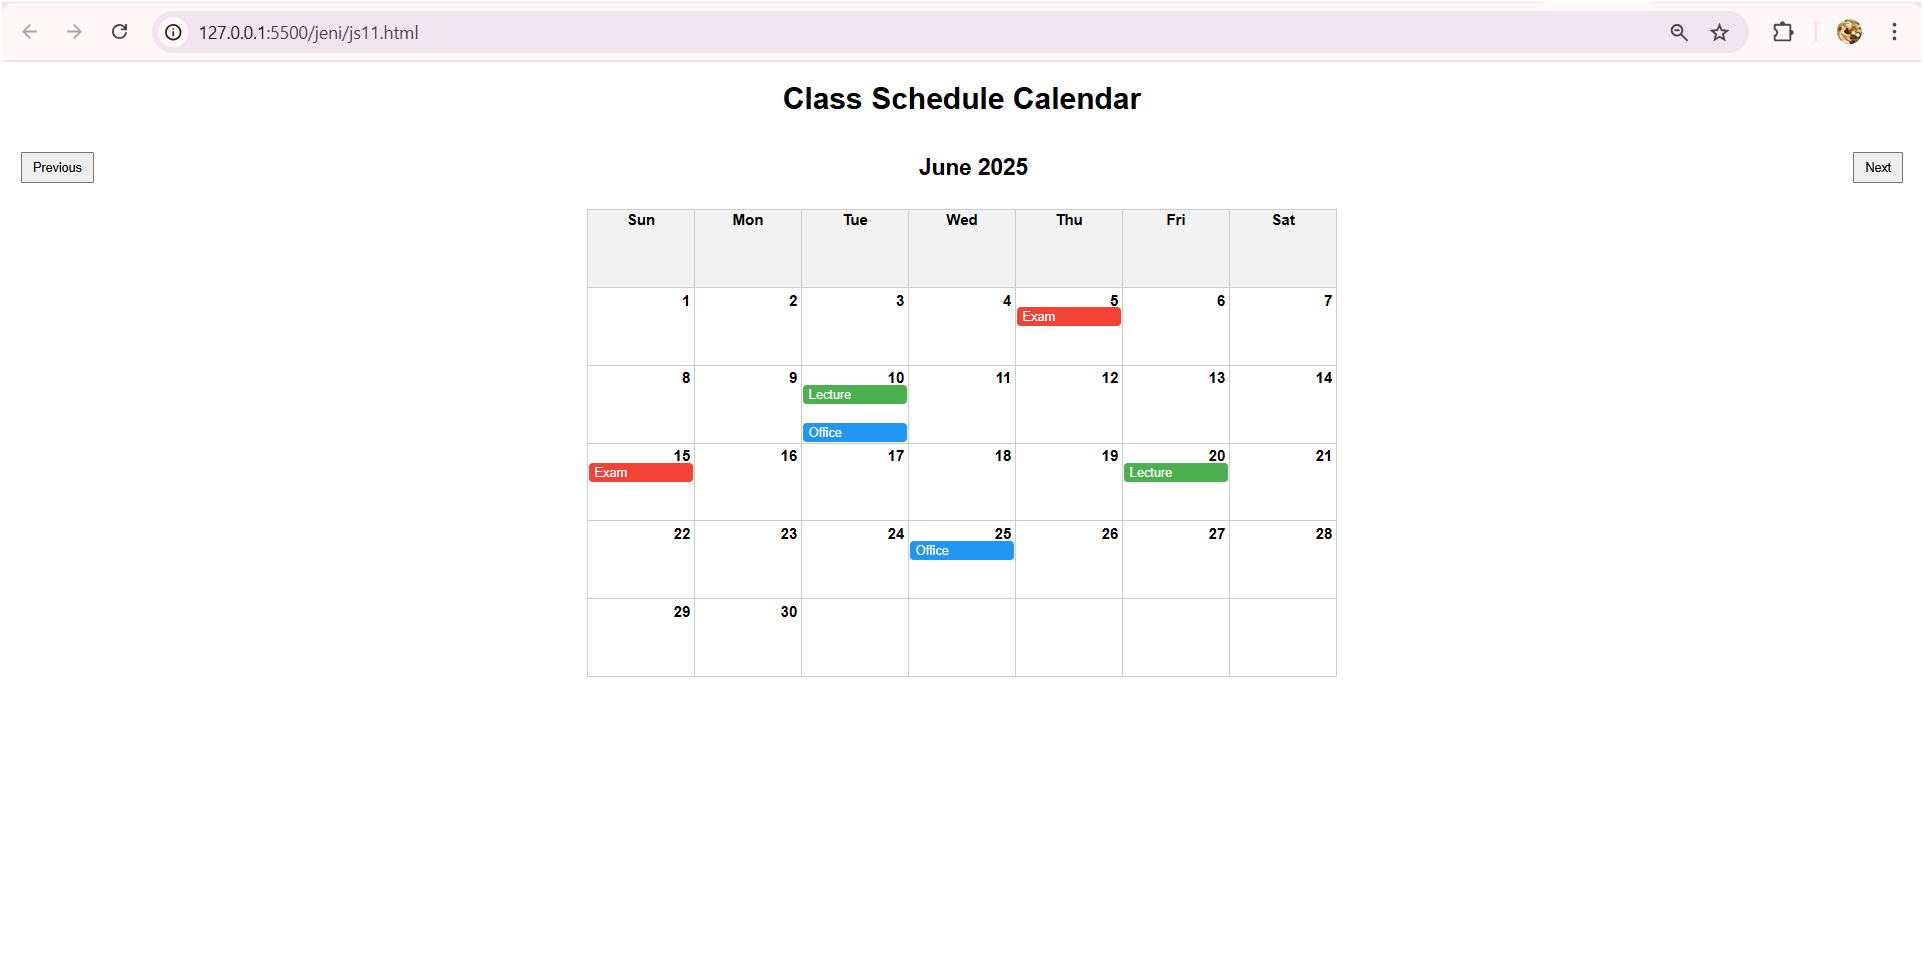 127.0.0.1:5500/jeni/js11.html
Class Schedule Calendar
Previous June 2025 Next
Sun Mon Tue Wed Thu Fri Sat
1 2 3 4 5 6 7
Exam
8 9 10 11 12 13 14
Lecture
Office
15 16 17 18 19 20 21
Exam Lecture
22 23 24 25 26 27 28
Office
29 30